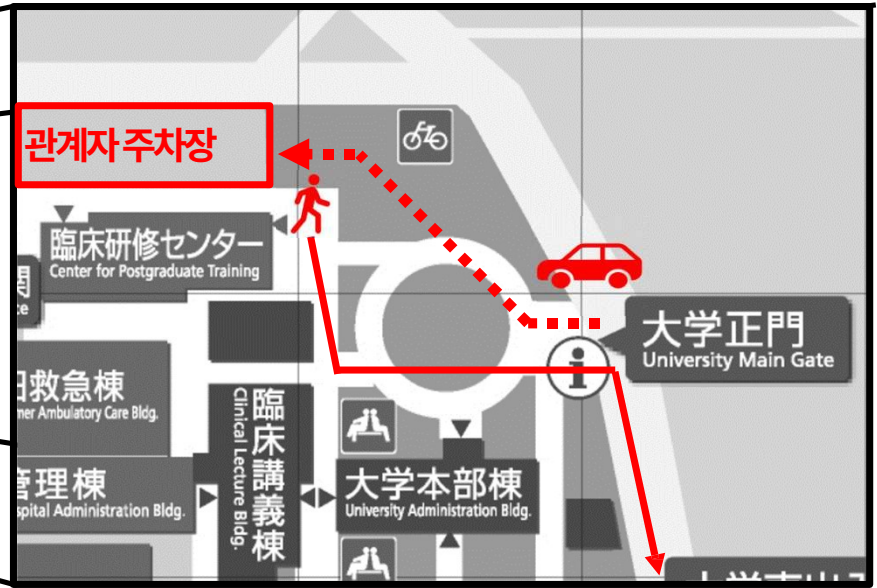 관계자 주차장
臨床研修センター
Center for Postgraduate Training
大学正門
University Main Gate
救急棟
Ambulatory Care Bldg.
臨床講義棟
Clinical Lecture Bldg.
管理棟
Hospital Administration Bldg.
大学本部棟
University Administration Bldg.